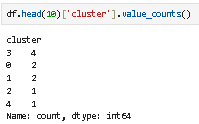 df.head(10)['cluster'].value_counts()
cluster
3    4
0    2
1    2
2    1
4    1
Name: count, dtype: int64